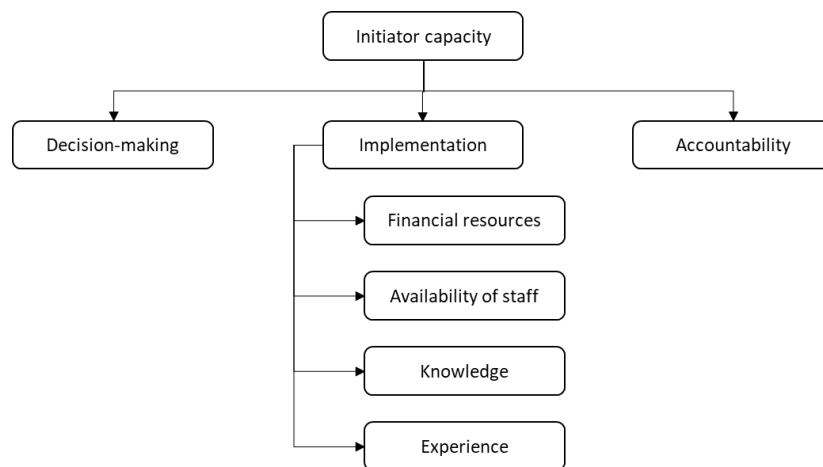 Initiator capacity
Decision-making
Implementation
Accountability
Financial resources
Availability of staff
Knowledge
Experience